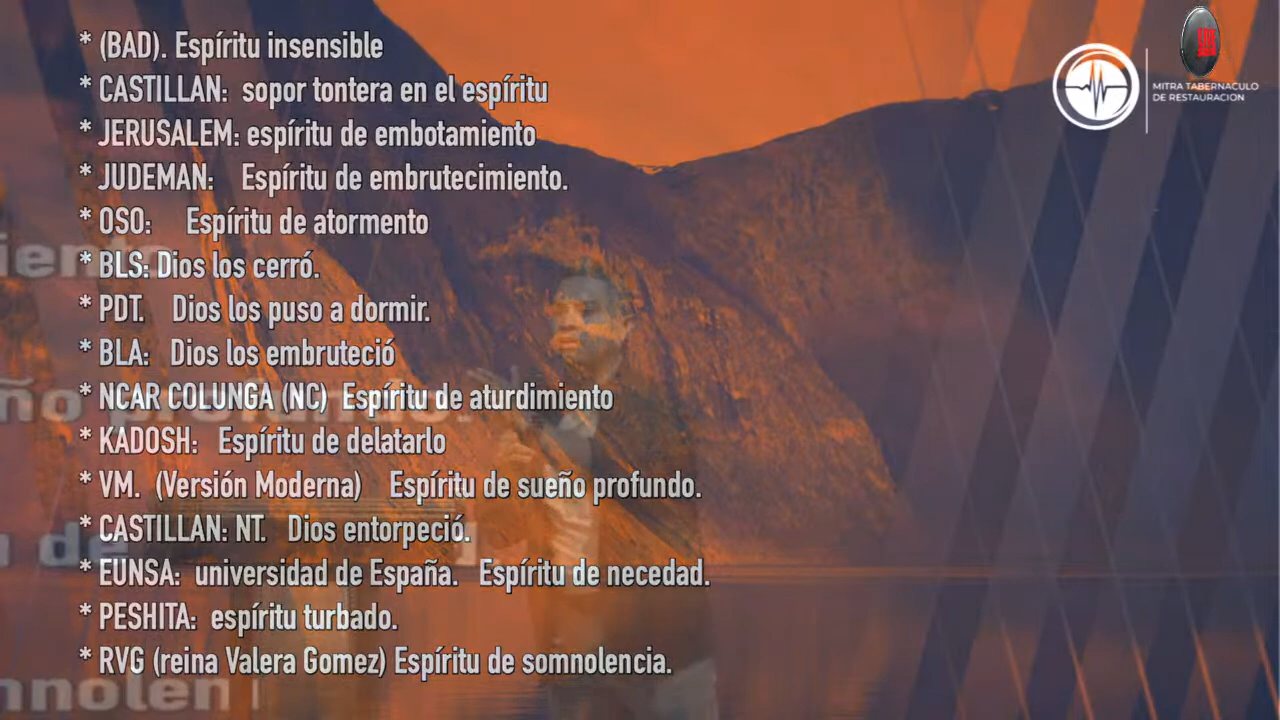 * (BAD). Espíritu insensible
* CASTILLAN: sopor tontera en el espíritu
* JERUSALEM: espíritu de embotamiento
* JUDEMAN: Espíritu de embrutecimiento.
* OSO: Espíritu de atormento
* BLS: Dios los cerró.
* PDT. Dios los puso a dormir.
* BLA: Dios los embruteció
* NCAR COLUNGA (NC) Espíritu de aturdimiento
* KADOSH: Espíritu de delatarlo
* VM. (Versión Moderna) Espíritu de sueño profundo.
* CASTILLAN: NT. Dios entorpeció.
* EUNSA: universidad de España. Espíritu de necedad.
* PESHITA: espíritu turbado.
* RVG (reina Valera Gomez) Espíritu de somnolencia.
MITRA TABERNACULO
DE RESTAURACION